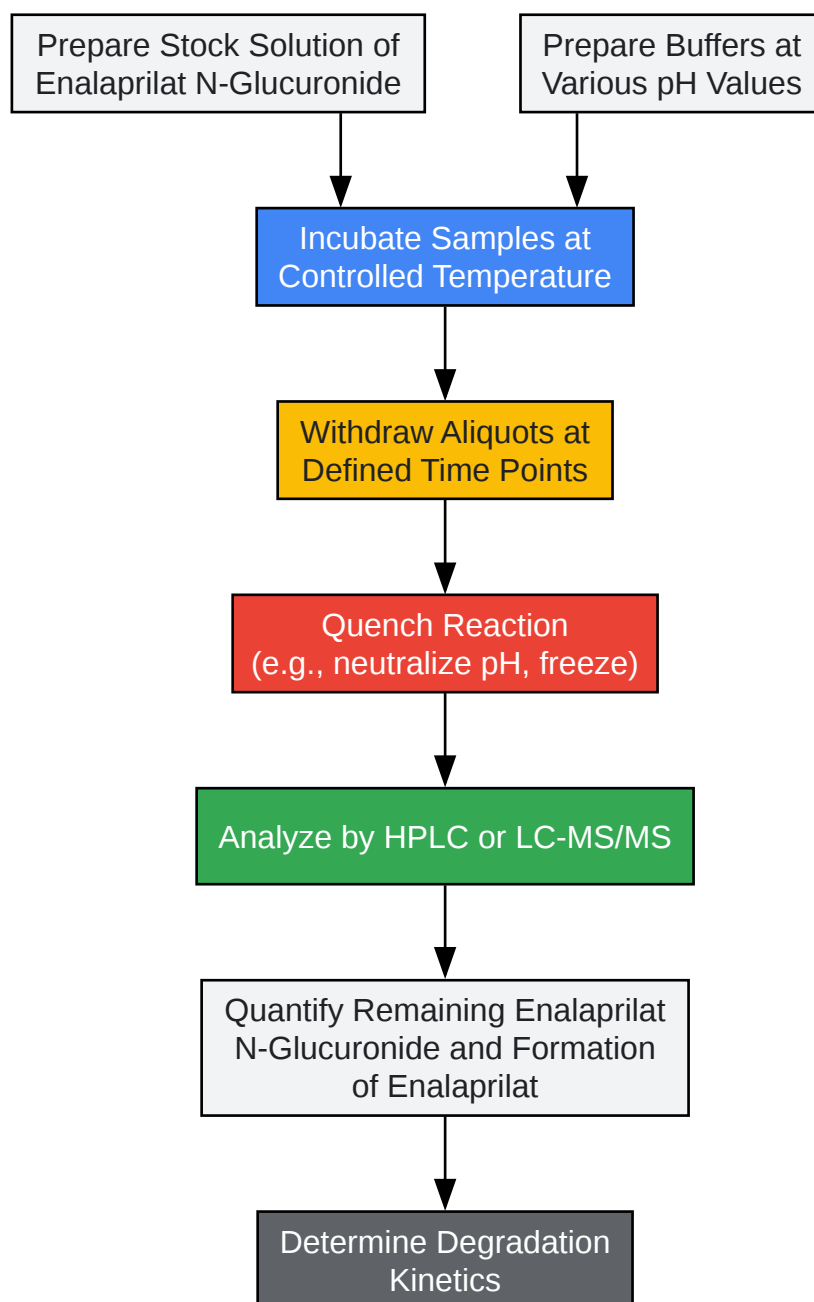 Prepare Stock Solution of
Enalaprilat N-Glucuronide
Prepare Buffers at
Various pH Values
Incubate Samples at
Controlled Temperature
Withdraw Aliquots at
Defined Time Points
Quench Reaction
(e.g., neutralize pH, freeze)
Analyze by HPLC or LC-MS/MS
Quantify Remaining Enalaprilat
N-Glucuronide and Formation
of Enalaprilat
Determine Degradation
Kinetics